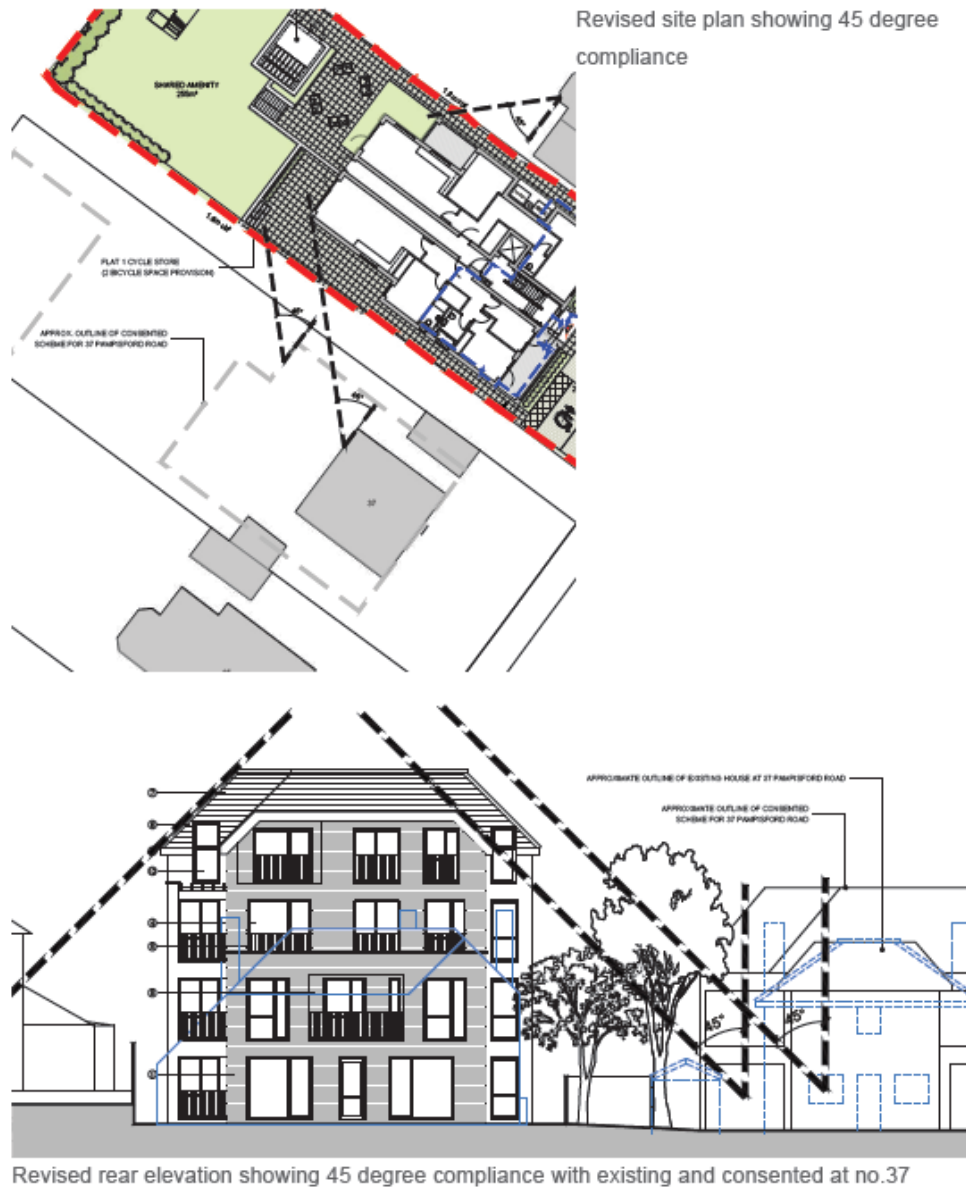 Revised site plan showing 45 degree
compliance
SHARED AMENITY
255m²
45°
FLAT 1 CYCLE STORE
(2 BICYCLE SPACE PROVISION)
45°
APPROX. OUTLINE OF CONSENTED
SCHEME FOR 37 PAMPISFORD ROAD
45°
37
APPROXIMATE OUTLINE OF EXISTING HOUSE AT 37 PAMPISFORD ROAD
APPROXIMATE OUTLINE OF CONSENTED
SCHEME FOR 37 PAMPISFORD ROAD
45°
45°
Revised rear elevation showing 45 degree compliance with existing and consented at no.37